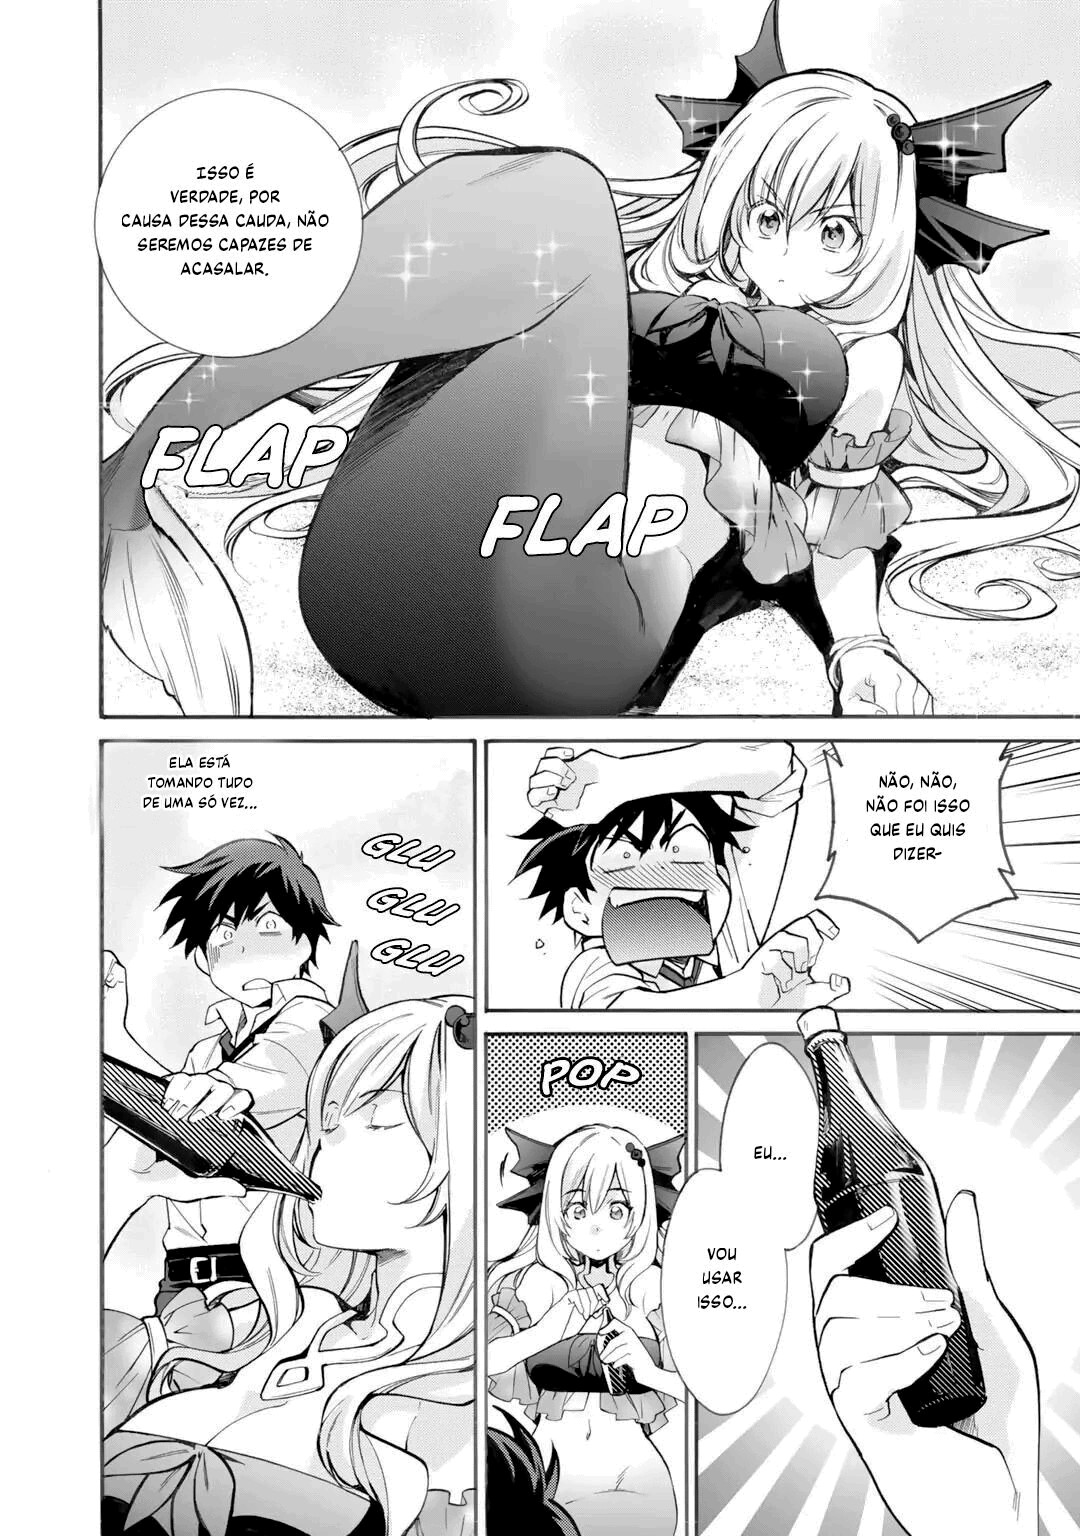 ISSO É
VERDADE, POR
CAUSA DESSA CAUDA, NÃO
SEREMOS CAPAZES DE
ACASALAR.
FLAP
FLAP
NÃO, NÃO,
NÃO FOI ISSO
QUE EU QUIS
DIZER-
EU...
VOU
USAR
ISSO...
POP
ELA ESTÁ
TOMANDO TUDO
DE UMA SÓ VEZ...
GLU
GLU
GLU